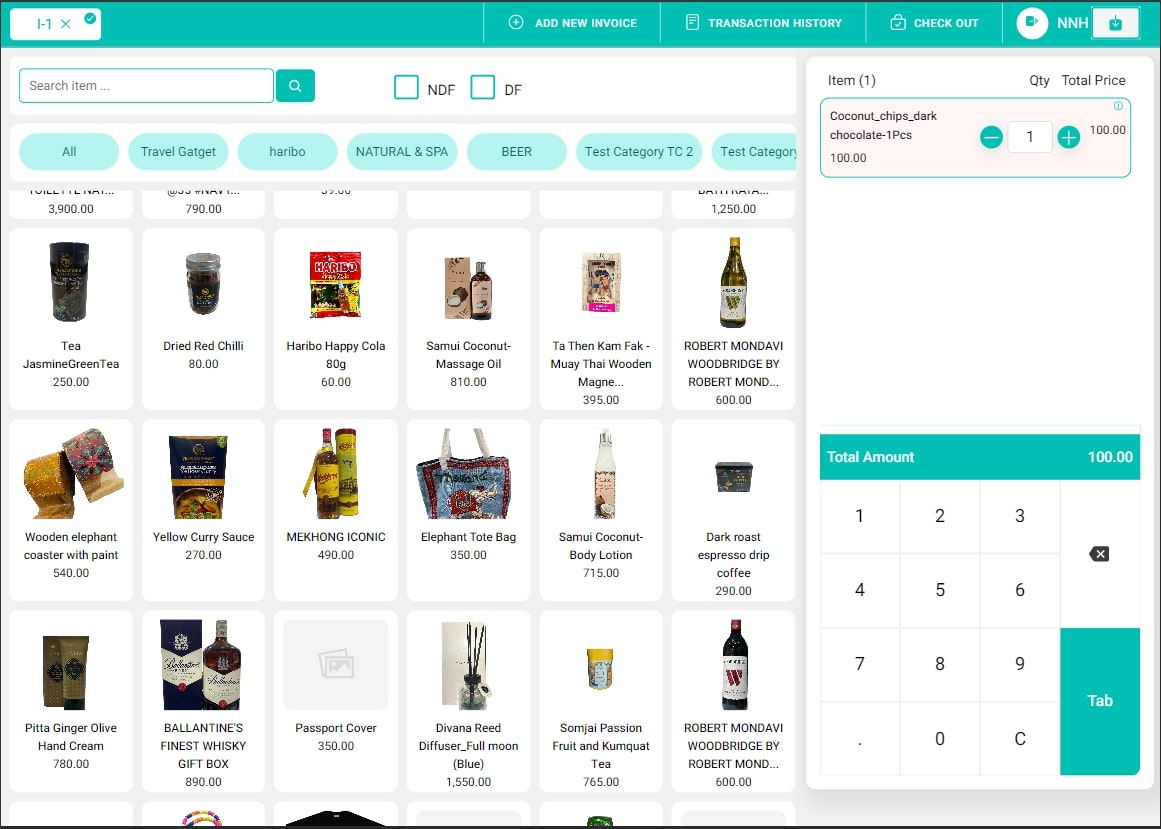 I-1
ADD NEW INVOICE
TRANSACTION HISTORY
CHECK OUT
NNH
Search item ...
NDF
DF
All
Travel Gatget
haribo
NATURAL & SPA
BEER
Test Category TC 2
Test Category
3,900.00
790.00
39.00
1,250.00
HARIBO
Tea
JasmineGreenTea
250.00
Dried Red Chilli
80.00
Haribo Happy Cola
80g
60.00
Samui Coconut-
Massage Oil
810.00
Ta Then Kam Fak -
Muay Thai Wooden
Magne...
395.00
ROBERT MONDAVI
WOODBRIDGE BY
ROBERT MOND...
600.00
Yellow Curry
Wooden elephant
coaster with paint
540.00
Yellow Curry Sauce
270.00
MEKHONG ICONIC
490.00
Elephant Tote Bag
350.00
Samui Coconut-
Body Lotion
715.00
Dark roast
espresso drip
coffee
290.00
Ballantine's
Ballantine's
Pitta Ginger Olive
Hand Cream
780.00
BALLANTINE'S
FINEST WHISKY
GIFT BOX
890.00
Passport Cover
350.00
Divana Reed
Diffuser_Full moon
(Blue)
1,550.00
Somjai Passion
Fruit and Kumquat
Tea
765.00
ROBERT MONDAVI
WOODBRIDGE BY
ROBERT MOND...
600.00
Item (1)
Qty
Total Price
Coconut_chips_dark
chocolate-1Pcs
100.00
1
100.00
Total Amount
100.00
1
2
3
4
5
6
7
8
9
.
0
C
Tab